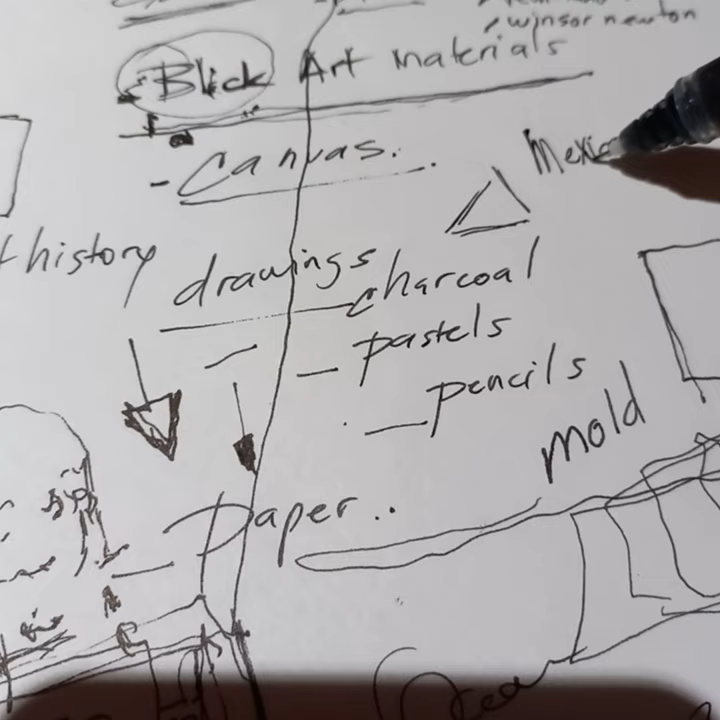 winsor newton
Blick Art materials
- Canvas.
Mexic
history
drawings
charcoal
- pastels
- pencils
mold
- paper..